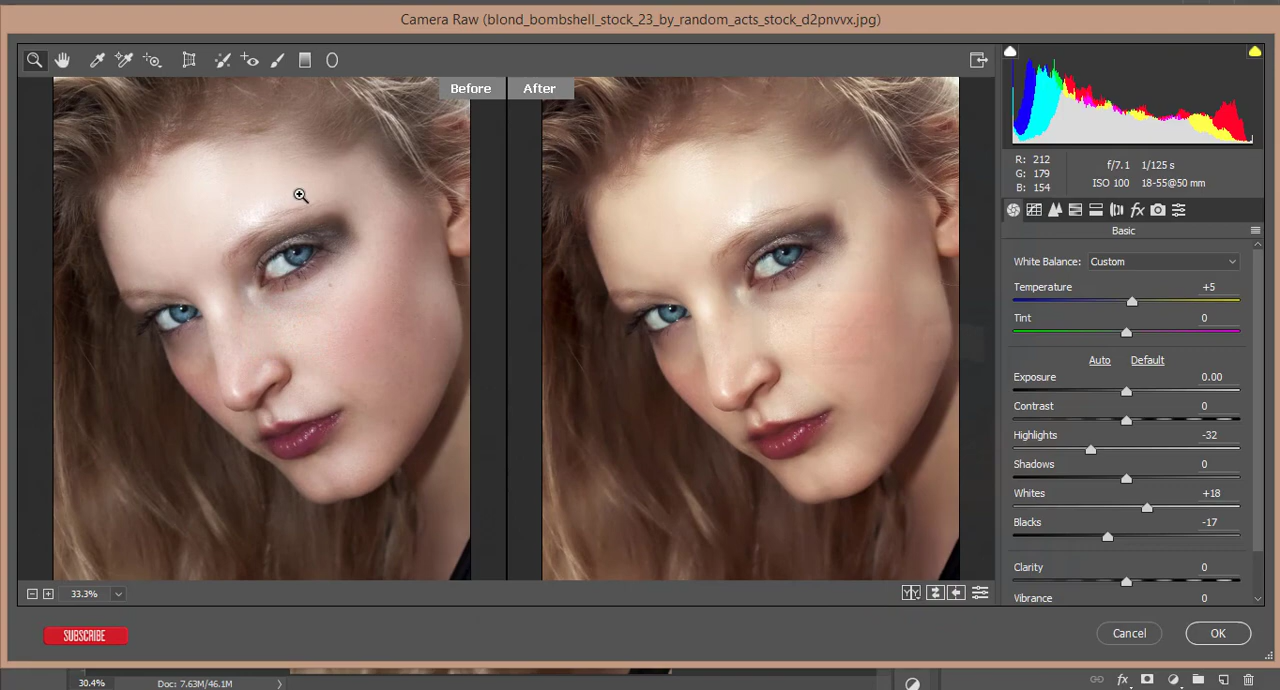 Camera Raw (blond_bombshell_stock_23_by_random_acts_stock_d2pnvvx.jpg)
Before
After
R: 212
G: 179
B: 154
f/7.1 1/125 s
ISO 100 18-55@50 mm
fx
Basic
White Balance: Custom
Temperature +5
Tint 0
Auto Default
Exposure 0.00
Contrast 0
Highlights -32
Shadows 0
Whites +18
Blacks -17
Clarity 0
Vibrance 0
33.3%
Y Y
SUBSCRIBE
Cancel
OK
30.4% Doc: 7.63M/46.1M
fx